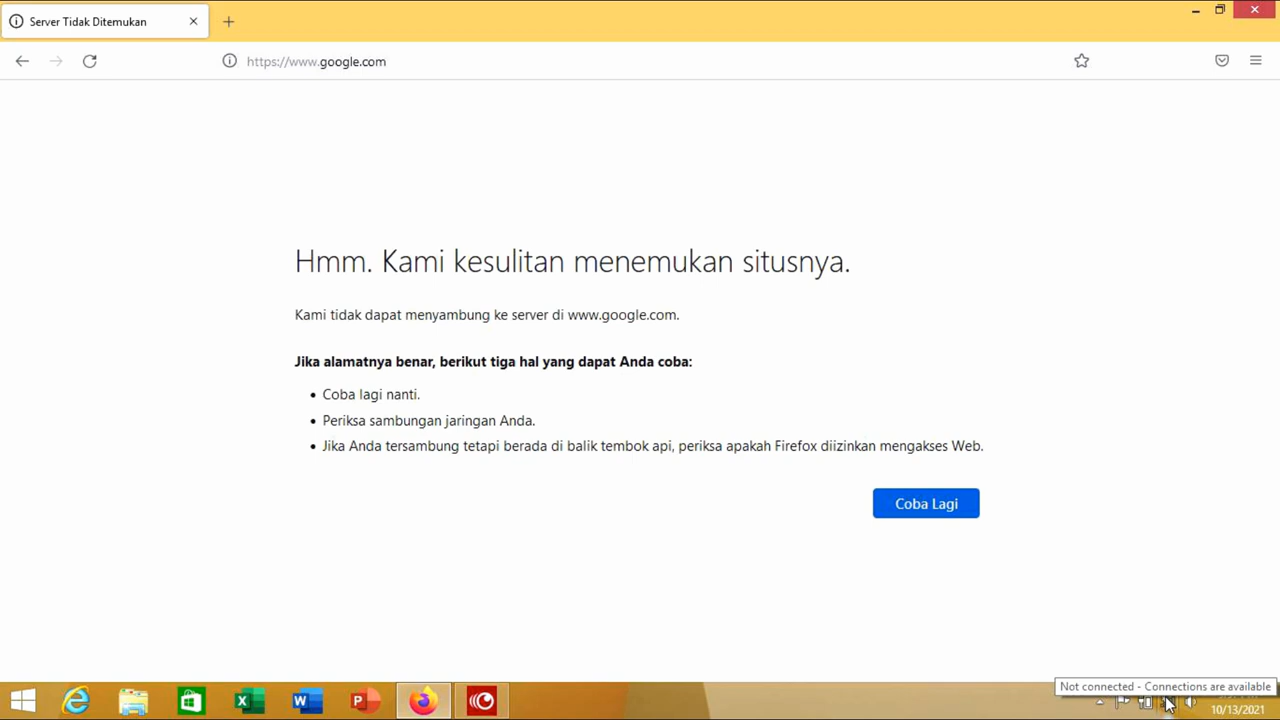 Server Tidak Ditemukan
https://www.google.com
Hmm. Kami kesulitan menemukan situsnya.
Kami tidak dapat menyambung ke server di www.google.com.
Jika alamatnya benar, berikut tiga hal yang dapat Anda coba:
Coba lagi nanti.
Periksa sambungan jaringan Anda.
Jika Anda tersambung tetapi berada di balik tembok api, periksa apakah Firefox diizinkan mengakses Web.
Coba Lagi
Not connected - Connections are available
10/13/2021